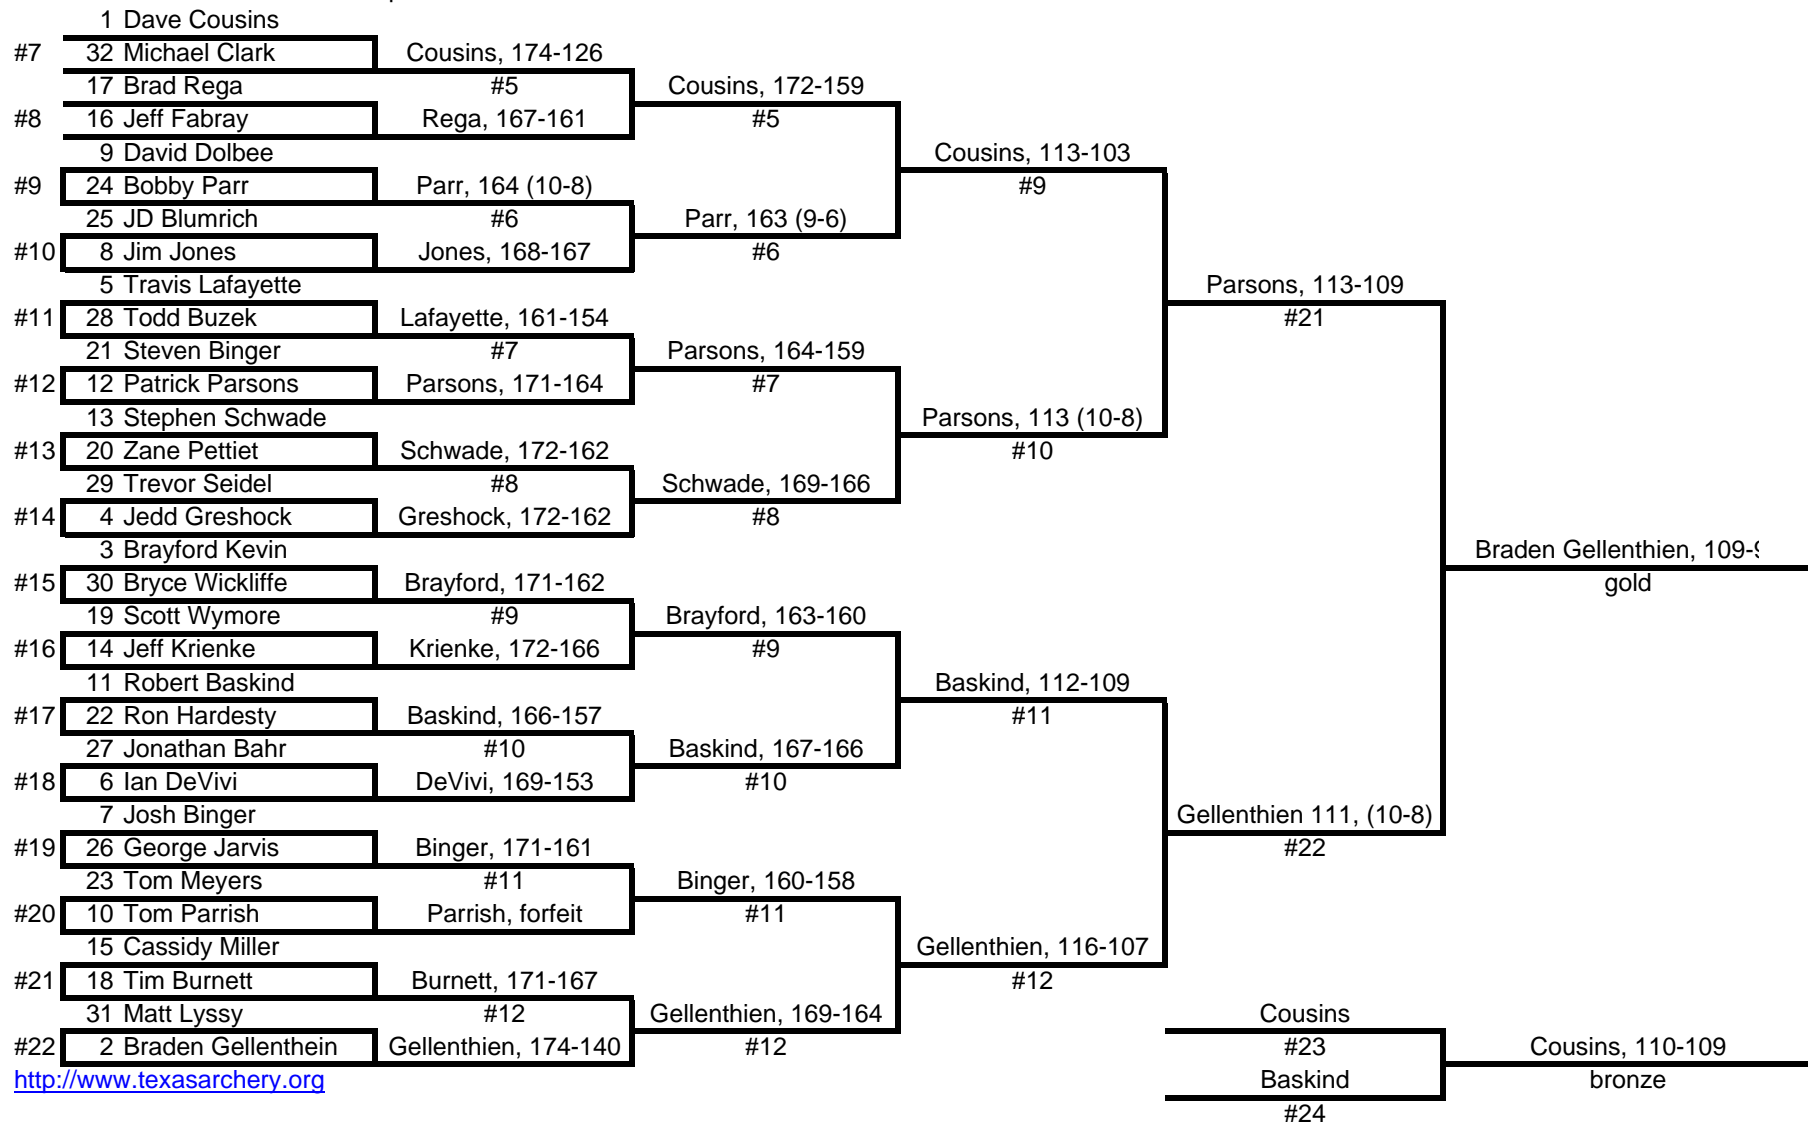 1 Dave Cousins
#7 32 Michael Clark Cousins, 174-126
17 Brad Rega #5 Cousins, 172-159
#8 16 Jeff Fabray Rega, 167-161 #5
9 David Dolbee Cousins, 113-103
#9 24 Bobby Parr Parr, 164 (10-8) #9
25 JD Blumrich #6 Parr, 163 (9-6)
#10 8 Jim Jones Jones, 168-167 #6
5 Travis Lafayette Parsons, 113-109
#11 28 Todd Buzek Lafayette, 161-154 #21
21 Steven Binger #7 Parsons, 164-159
#12 12 Patrick Parsons Parsons, 171-164 #7
13 Stephen Schwade Parsons, 113 (10-8)
#13 20 Zane Pettiet Schwade, 172-162 #10
29 Trevor Seidel #8 Schwade, 169-166
#14 4 Jedd Greshock Greshock, 172-162 #8
3 Brayford Kevin Braden Gellenthien, 109-
#15 30 Bryce Wickliffe Brayford, 171-162 gold
19 Scott Wymore #9 Brayford, 163-160
#16 14 Jeff Krienke Krienke, 172-166 #9
11 Robert Baskind Baskind, 112-109
#17 22 Ron Hardesty Baskind, 166-157 #11
27 Jonathan Bahr #10 Baskind, 167-166
#18 6 Ian DeVivi DeVivi, 169-153 #10
7 Josh Binger Gellenthien 111, (10-8)
#19 26 George Jarvis Binger, 171-161 #22
23 Tom Meyers #11 Binger, 160-158
#20 10 Tom Parrish Parrish, forfeit #11
15 Cassidy Miller Gellenthien, 116-107
#21 18 Tim Burnett Burnett, 171-167 #12
31 Matt Lyssy #12 Gellenthien, 169-164 Cousins
#22 2 Braden Gellenthein Gellenthien, 174-140 #12 #23 Cousins, 110-109
http://www.texasarchery.org Baskind bronze
#24